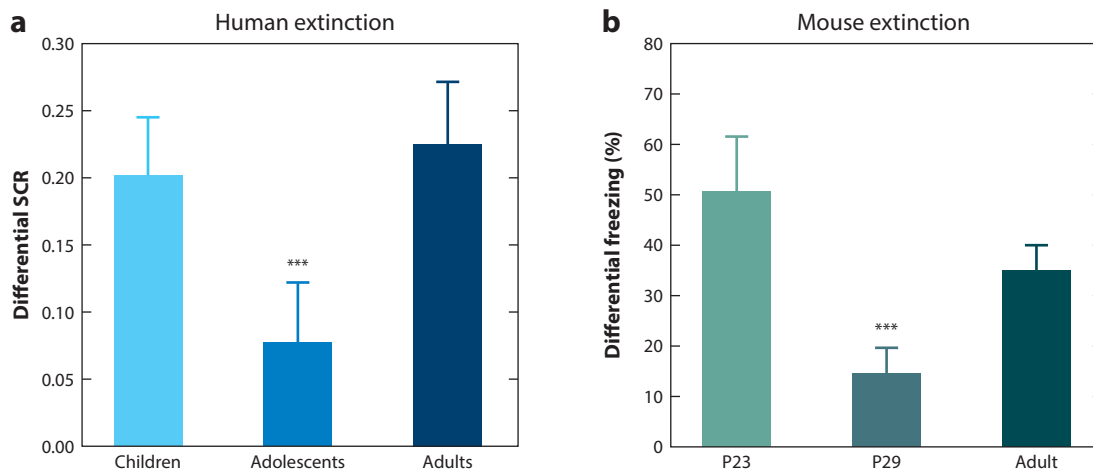 a
Human extinction
Differential SCR
0.30
0.25
0.20
0.15
0.10
0.05
0.00
***
Children
Adolescents
Adults
b
Mouse extinction
Differential freezing (%)
80
70
60
50
40
30
20
10
0
***
P23
P29
Adult